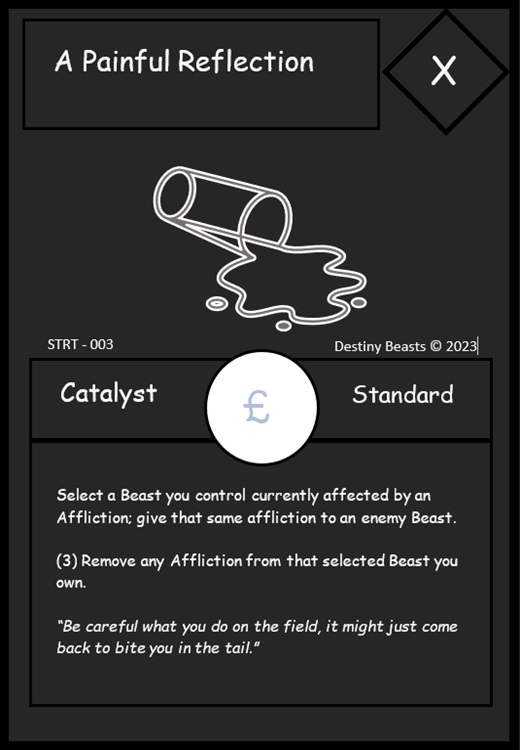 A Painful Reflection
X
STRT - 003
Destiny Beasts © 2023
Catalyst
£
Standard
Select a Beast you control currently affected by an
Affliction; give that same affliction to an enemy Beast.
(3) Remove any Affliction from that selected Beast you
own.
“Be careful what you do on the field, it might just come
back to bite you in the tail.”